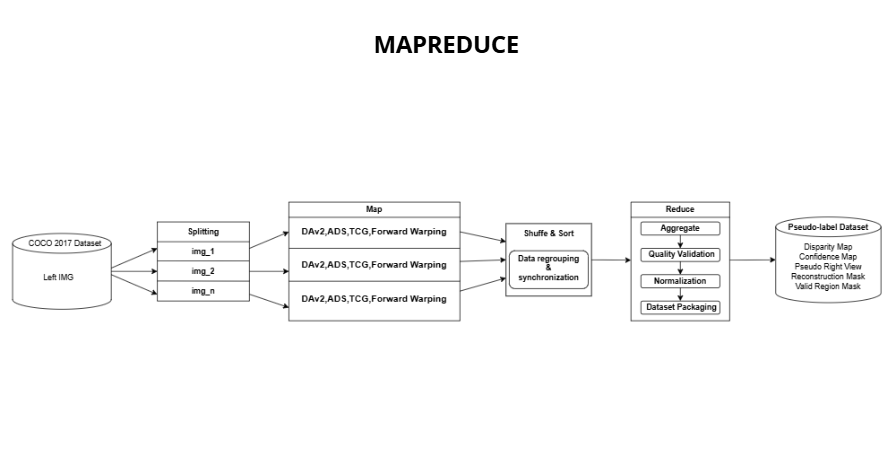 MAPREDUCE
COCO 2017 Dataset
Left IMG
Splitting
img_1
img_2
img_n
Map
DAv2,ADS,TCG,Forward Warping
DAv2,ADS,TCG,Forward Warping
DAv2,ADS,TCG,Forward Warping
Shuffe & Sort
Data regrouping
&
synchronization
Reduce
Aggregate
Quality Validation
Normalization
Dataset Packaging
Pseudo-label Dataset
Disparity Map
Confidence Map
Pseudo Right View
Reconstruction Mask
Valid Region Mask